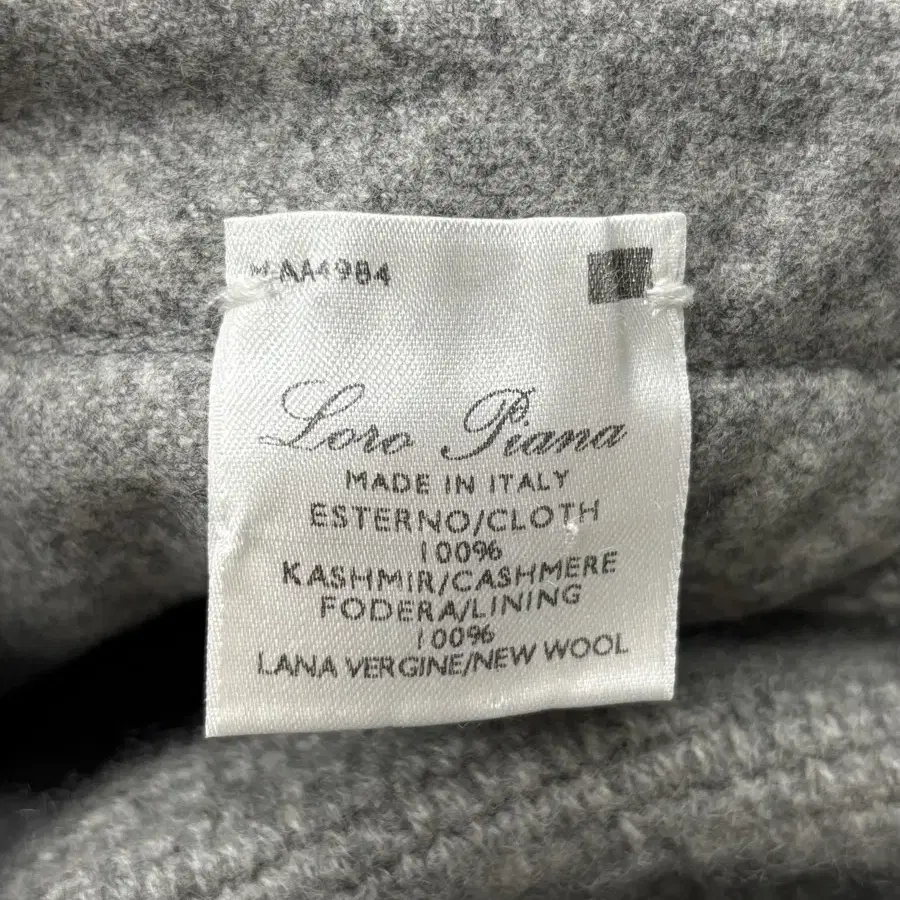 AA4984
Loro Piana
MADE IN ITALY
ESTERNO/CLOTH
100%
KASHMIR/CASHMERE
FODERA/LINING
100%
LANA VERGINE/NEW WOOL